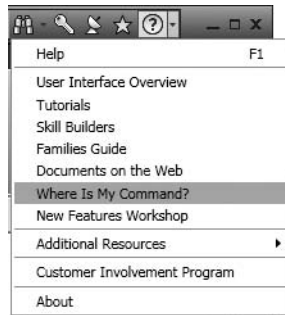 Help F1
User Interface Overview
Tutorials
Skill Builders
Families Guide
Documents on the Web
Where Is My Command?
New Features Workshop
Additional Resources
Customer Involvement Program
About